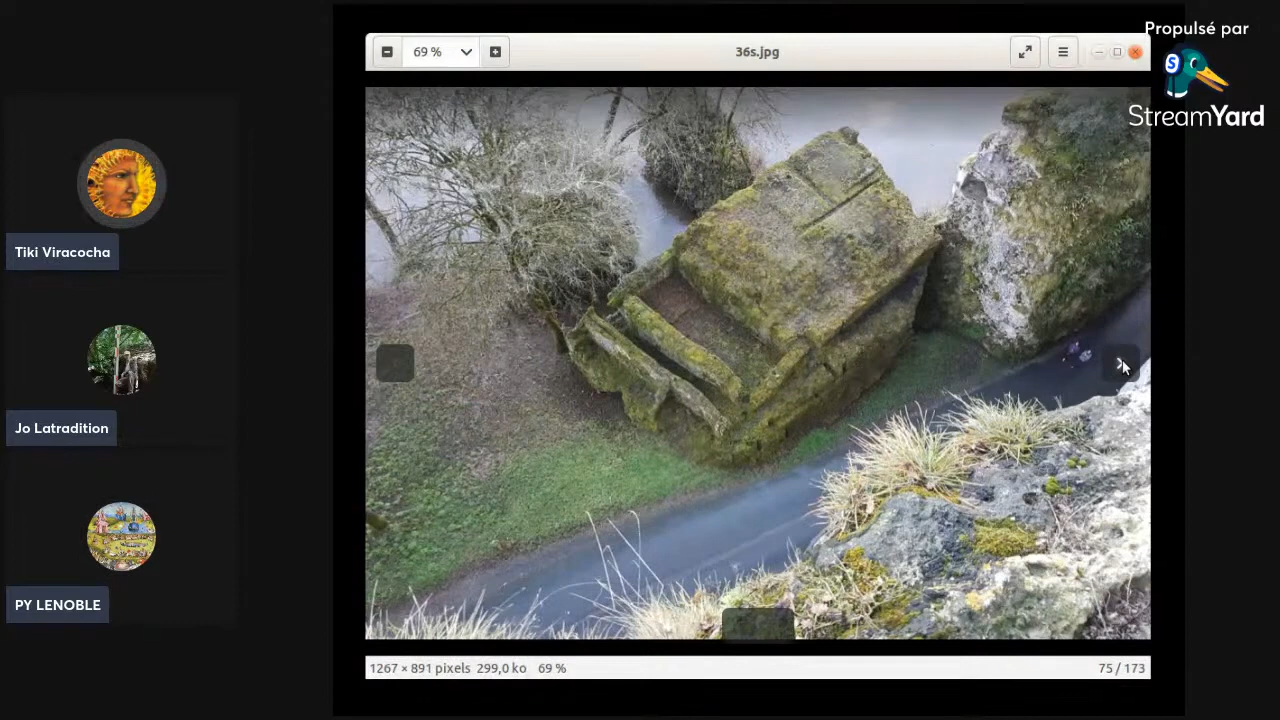 Propulsé par
StreamYard
69 %
36s.jpg
Tiki Viracocha
Jo Latradition
PY LENOBLE
1267 × 891 pixels 299,0 ko 69 %
75 / 173